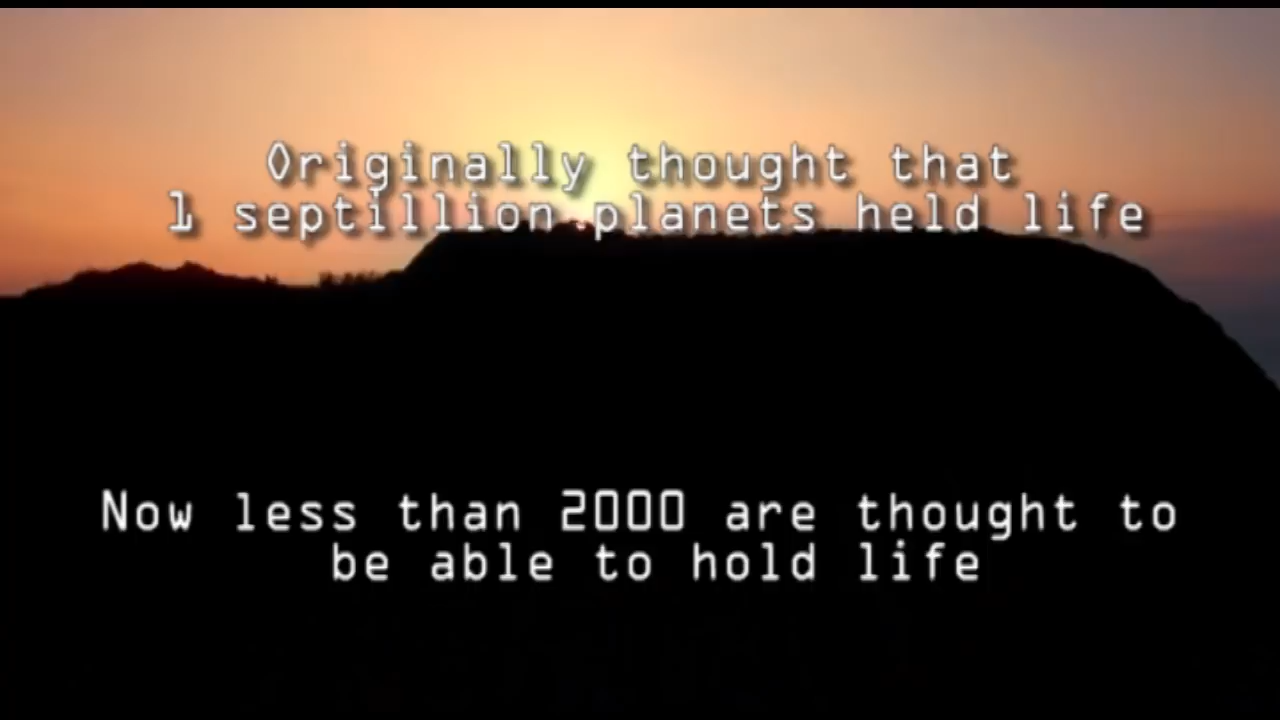 Originally thought that
1 septillion planets held life
Now less than 2000 are thought to
be able to hold life